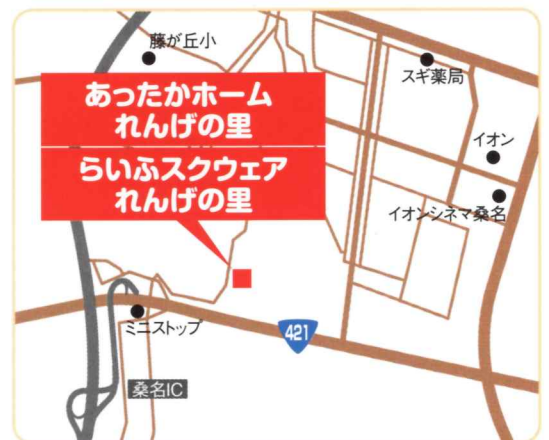 藤が丘小
スギ薬局
あったかホーム
れんげの里
らいふスクウェア
れんげの里
イオン
イオンシネマ桑名
ミニストップ
421
桑名IC